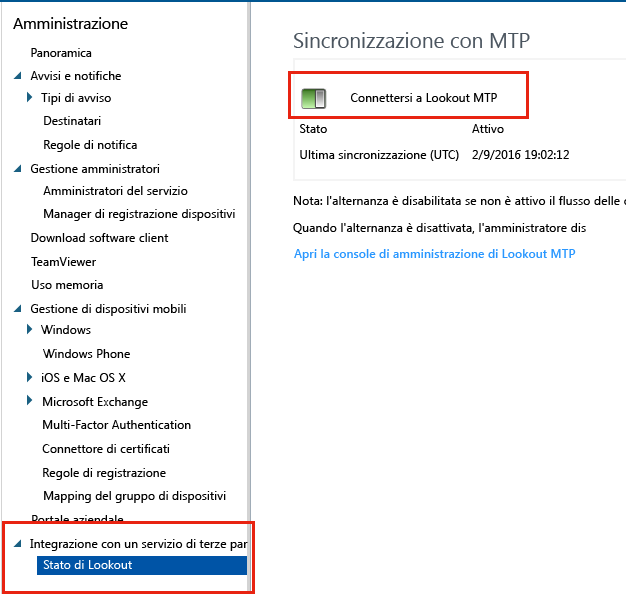 Amministrazione
Panoramica
Avvisi e notifiche
Tipi di avviso
Destinatari
Regole di notifica
Gestione amministratori
Amministratori del servizio
Manager di registrazione dispositivi
Download software client
TeamViewer
Uso memoria
Gestione di dispositivi mobili
Windows
Windows Phone
iOS e Mac OS X
Microsoft Exchange
Multi-Factor Authentication
Connettore di certificati
Regole di registrazione
Mapping del gruppo di dispositivi
Portale aziendale
Integrazione con un servizio di terze par
Stato di Lookout
Sincronizzazione con MTP
Connettersi a Lookout MTP
Stato Attivo
Ultima sincronizzazione (UTC) 2/9/2016 19:02:12
Nota: l'alternanza è disabilitata se non è attivo il flusso delle
Quando l'alternanza è disattivata, l'amministratore dis
Apri la console di amministrazione di Lookout MTP